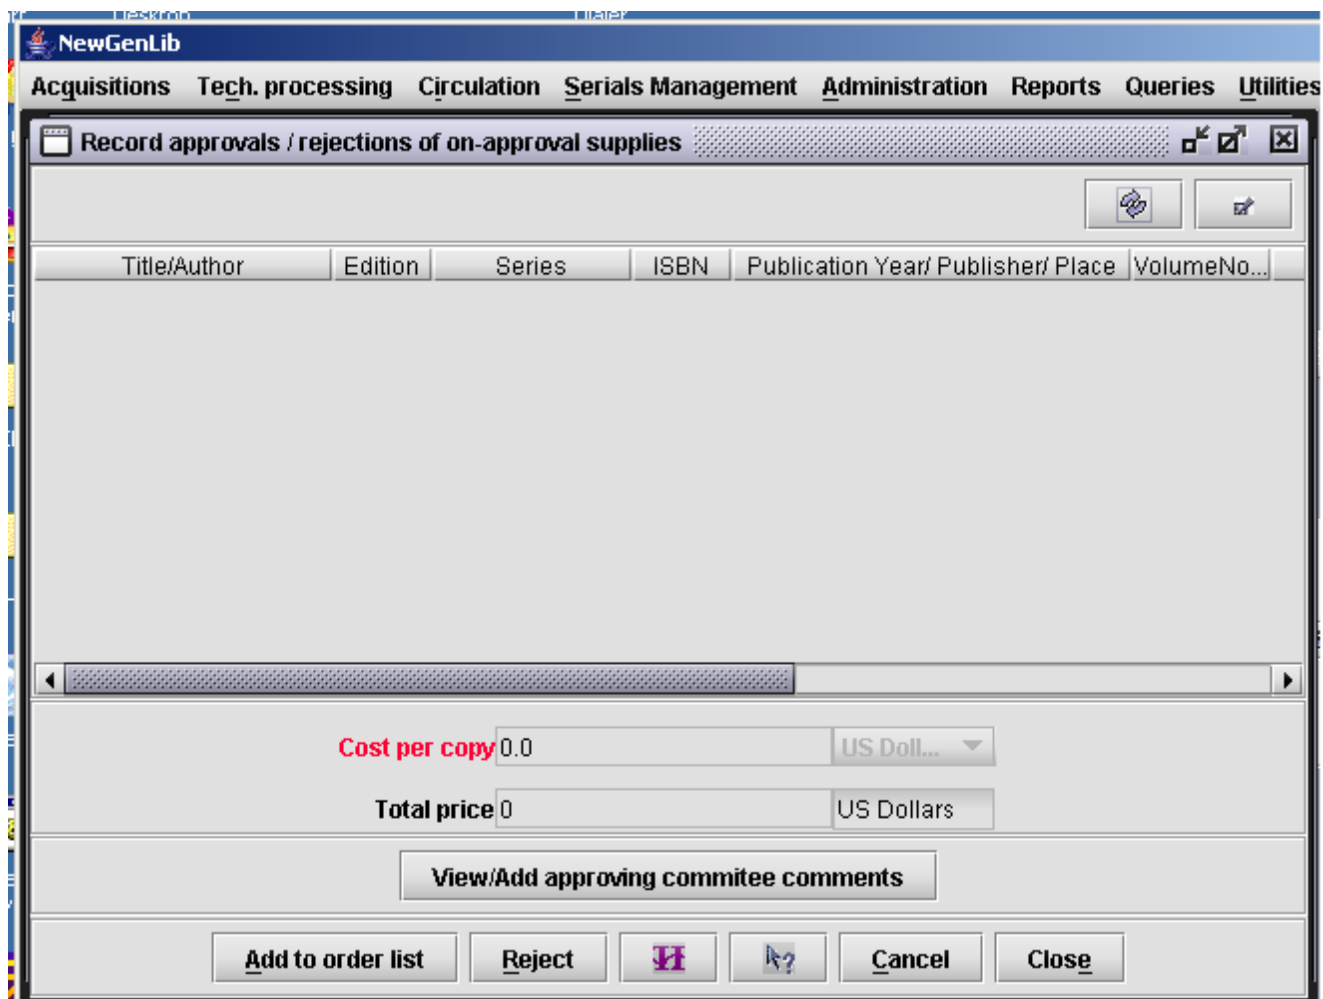 NewGenLib
Acquisitions Tech. processing Circulation Serials Management Administration Reports Queries Utilities
Record approvals / rejections of on-approval supplies
Title/Author Edition Series ISBN Publication Year/ Publisher/ Place VolumeNo...
Cost per copy 0.0 US Doll...
Total price 0 US Dollars
View/Add approving commitee comments
Add to order list Reject Cancel Close